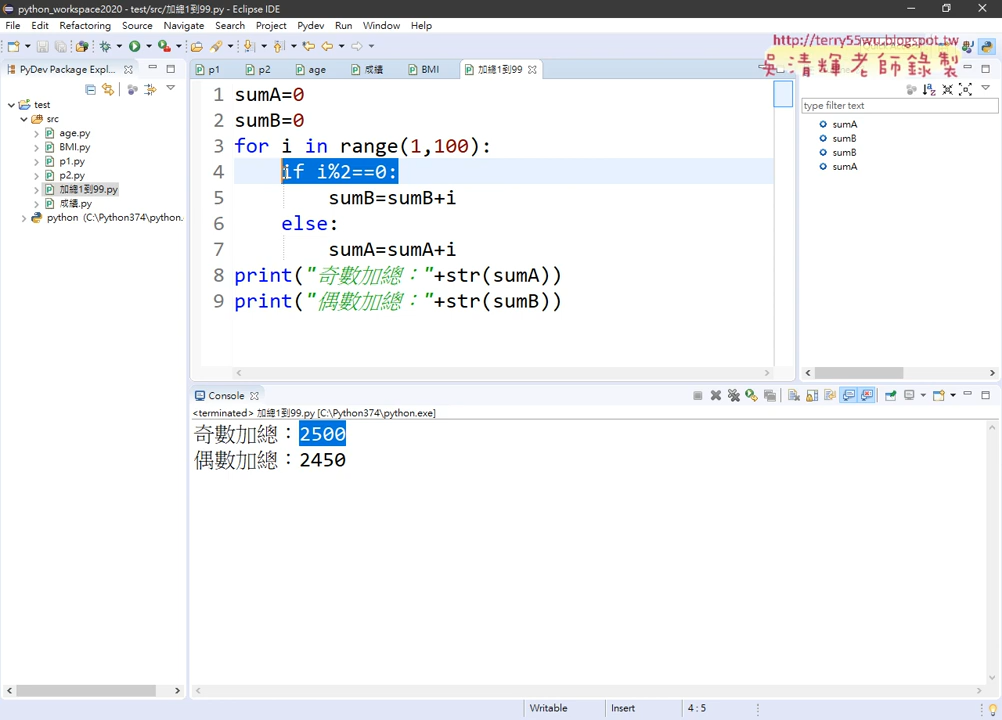 python_workspace2020 - test/src/加總1到99.py - Eclipse IDE
File Edit Refactoring Source Navigate Search Project Pydev Run Window Help
http://terry55wu.blogspot.tw
吳清輝老師錄製
PyDev Package Expl...
p1 p2 age 成績 BMI 加總1到99
type filter text
test
src
age.py
BMI.py
p1.py
p2.py
加總1到99.py
成績.py
python (C:\Python374\python.
1 sumA=0
2 sumB=0
3 for i in range(1,100):
4 if i%2==0:
5 sumB=sumB+i
6 else:
7 sumA=sumA+i
8 print("奇數加總："+str(sumA))
9 print("偶數加總："+str(sumB))
sumA
sumB
sumB
sumA
Console
<terminated> 加總1到99.py [C:\Python374\python.exe]
奇數加總：2500
偶數加總：2450
Writable Insert 4 : 5